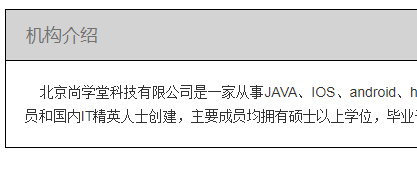 机构介绍
北京尚学堂科技有限公司是一家从事JAVA、IOS、android、h
员和国内IT精英人士创建，主要成员均拥有硕士以上学位，毕业